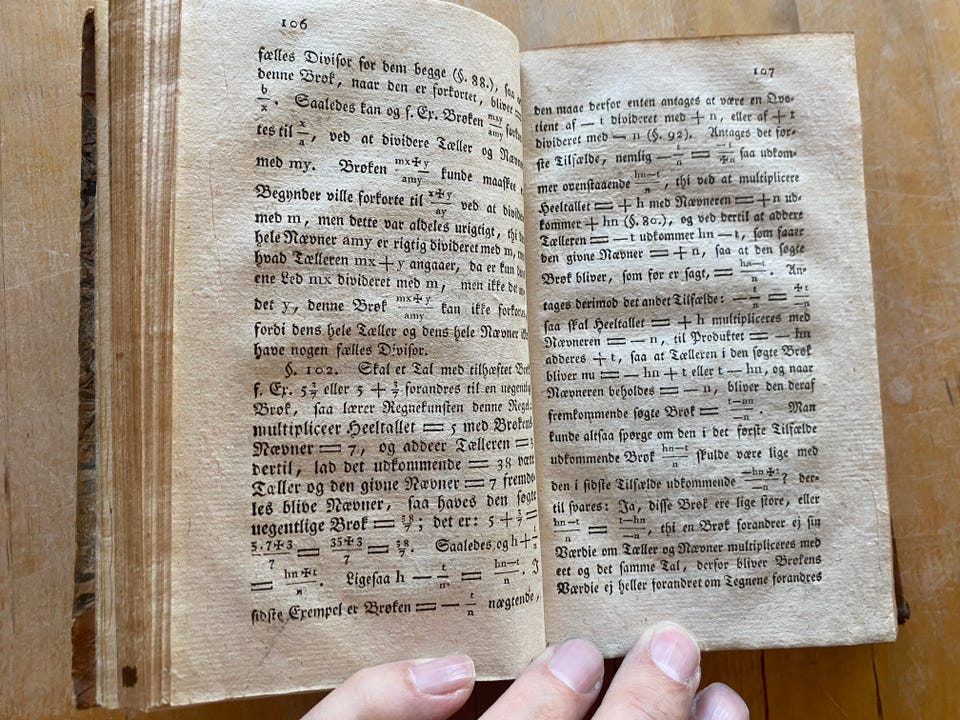 106
fælles Divisor for dem begge (§. 88.), saa
denne Brøk, naar den er forkortet, bliver =
b/x. Saaledes kan og f. Ex. Brøken mxy/amy forkor-
tes til x/a, ved at dividere Tæller og Nævn
med my. Brøken mx+y/amy kunde maaskee
Begynder ville forkorte til x+y/ay ved at divide
med m, men dette var aldeles urigtigt, thi
hele Nævner amy er rigtig divideret med m,
hvad Tælleren mx + y angaaer, da er kun
ene Led mx divideret med m, men ikke det
det y, denne Brøk mx+y/amy kan ikke forkortes
fordi dens hele Tæller og dens hele Nævner ikke
have nogen fælles Divisor.
§. 102. Skal et Tal med tilhæftet Brøk
f. Ex. 5 3/7 eller 5 + 3/7 forandres til en uegentlig
Brøk, saa lærer Regnekunsten denne Regel
multipliceer Heeltallet = 5 med Brøkens
Nævner = 7, og addeer Tælleren = 3
dertil, lad det udkommende = 38 være
Tæller og den givne Nævner = 7 fremde-
les blive Nævner, saa haves den søgte
uegentlige Brøk = 38/7; det er: 5 + 3/7 =
5.7+3/7 = 35+3/7 = 38/7. Saaledes og h + t/n
= hn+t/n. Ligesaa h — t/n = hn—t/n. I
sidste Exempel er Brøken = — t/n nægtende,
107
den maae derfor enten antages at være en Qvo-
tient af — t divideret med + n, eller af + t
divideret med — n (§. 92). Antages det før-
ste Tilfælde, nemlig — t/n = —t/+n saa udkom-
mer ovenstaaende hn—t/n, thi ved at multiplicere
Heeltallet = + h med Nævneren = + n ud-
kommer + hn (§. 80.), og ved dertil at addere
Tælleren = — t udkommer hn — t, som faaer
den givne Nævner = + n, saa at den søgte
Brøk bliver, som før er sagt, = hn—t/n. An-
tages derimod det andet Tilfælde: — t/n = +t/—n
saa skal Heeltallet = + h multipliceres med
Nævneren = — n, til Produktet = — hn
adderes + t, saa at Tælleren i den søgte Brøk
bliver nu = — hn + t eller t — hn, og naar
Nævneren beholdes = — n, bliver den deraf
fremkommende søgte Brøk = t—hn/—n. Man
kunde altsaa spørge om den i det første Tilfælde
udkommende Brøk hn—t/n skulde være lige med
den i sidste Tilfælde udkommende —hn+t/—n? der-
til svares: Ja, disse Brøk ere lige store, eller
hn—t/n = t—hn/—n, thi en Brøk forandrer ej sin
Værdie om Tæller og Nævner multipliceres med
eet og det samme Tal, derfor bliver Brøkens
Værdie ej heller forandret om Tegnene forandres